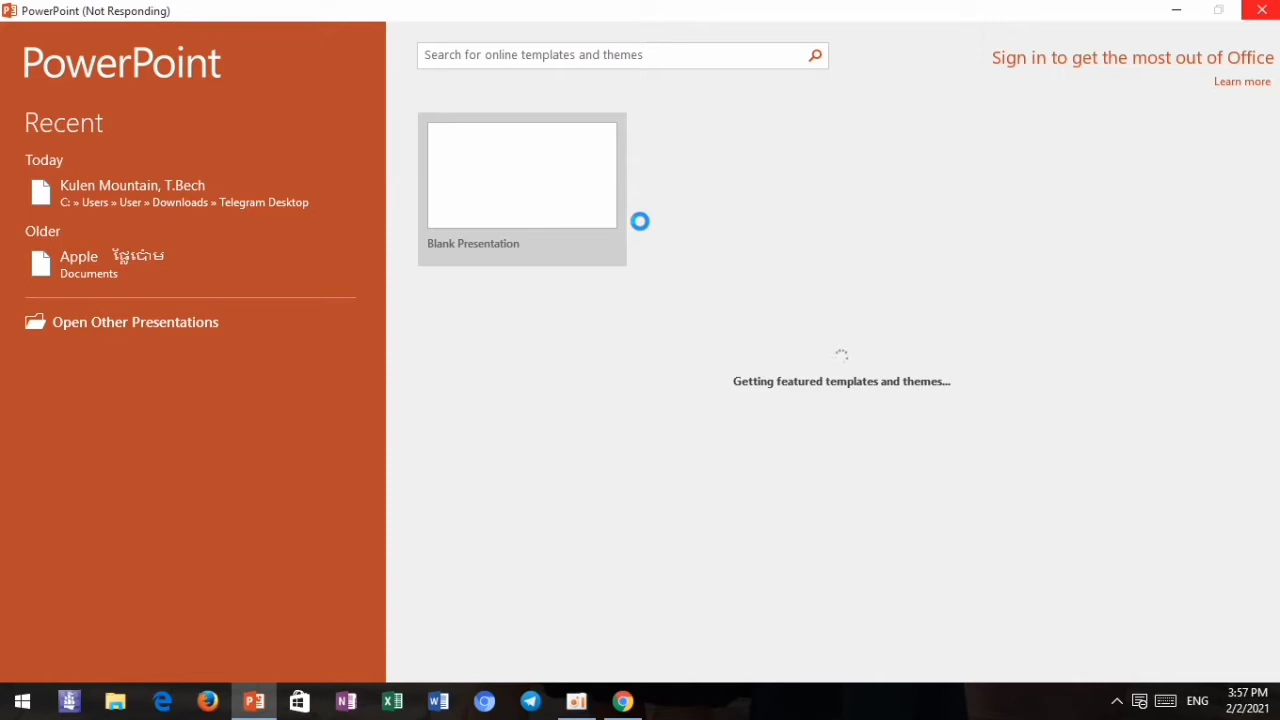 PowerPoint (Not Responding)
PowerPoint
Search for online templates and themes
Sign in to get the most out of Office
Learn more
Recent
Today
Kulen Mountain, T.Bech
C: » Users » User » Downloads » Telegram Desktop
Older
Apple ផ្លែប៉ោម
Documents
Open Other Presentations
Blank Presentation
Getting featured templates and themes...
ENG
3:57 PM
2/2/2021